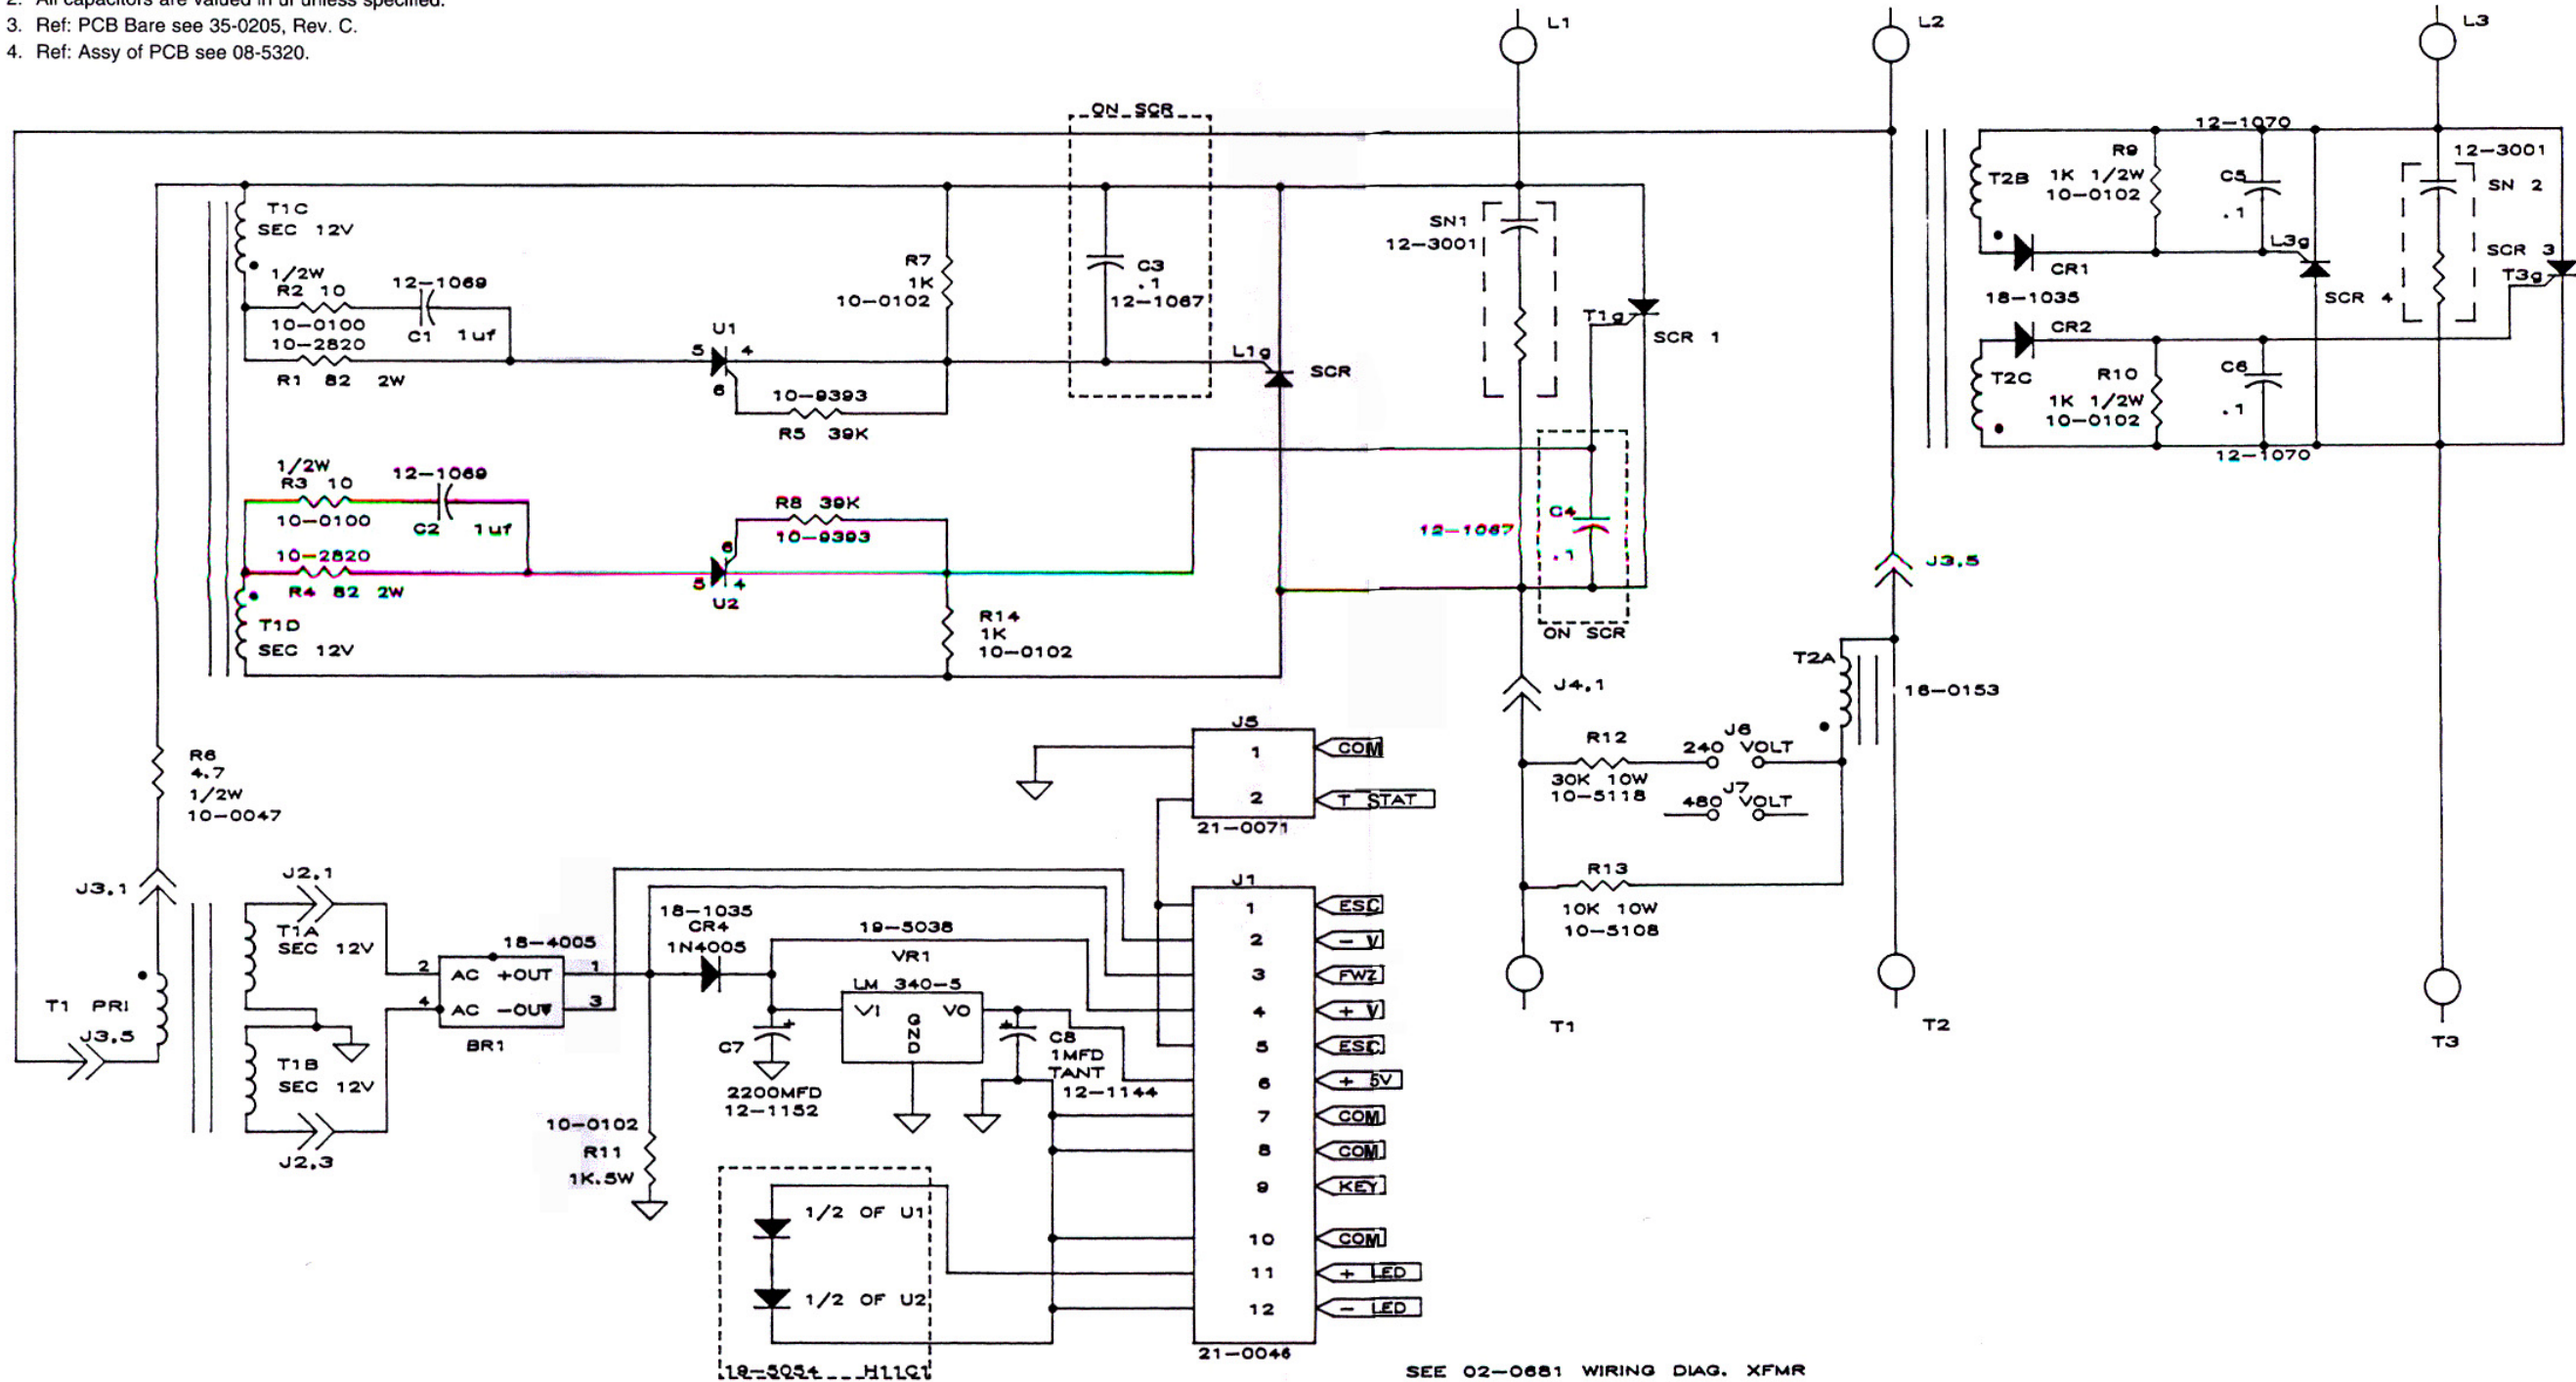 2. All capacitors are valued in uf unless specified.
3. Ref: PCB Bare see 35-0205, Rev. C.
4. Ref: Assy of PCB see 08-5320.
L1
L2
L3
ON SCR
T1C
SEC 12V
1/2W
R2 10
10-0100
12-1069
C1 1uf
10-2820
R1 82 2W
U1
5
4
6
10-9393
R5 39K
R7
1K
10-0102
C3
.1
12-1067
L1g
SCR
SN1
12-3001
T1g
SCR 1
12-1070
R9
1K 1/2W
10-0102
T2B
C5
.1
L3g
CR1
18-1035
CR2
SCR 4
12-3001
SN 2
SCR 3
T3g
T2C
R10
1K 1/2W
10-0102
C6
.1
12-1070
1/2W
R3 10
10-0100
12-1069
C2 1uf
10-2820
R4 82 2W
R8 39K
10-9393
6
5
4
U2
T1D
SEC 12V
R14
1K
10-0102
12-1067
C4
.1
ON SCR
J3.5
J4.1
T2A
16-0153
R12
30K 10W
10-5118
J6
240 VOLT
J7
480 VOLT
R13
10K 10W
10-5108
T1
T2
T3
R6
4.7
1/2W
10-0047
J3.1
T1 PRI
J3.5
J2.1
T1A
SEC 12V
T1B
SEC 12V
J2.3
18-4005
2 AC +OUT 1
4 AC -OUT 3
BR1
18-1035
CR4
1N4005
19-5038
VR1
LM 340-5
VI
VO
GND
C7
2200MFD
12-1152
C8
1MFD
TANT
12-1144
10-0102
R11
1K.5W
1/2 OF U1
1/2 OF U2
19-5054 H11C1
J5
1 COM
2 T STAT
21-0071
J1
1 ESC
2 - V
3 FWZ
4 + V
5 ESC
6 + 5V
7 COM
8 COM
9 KEY
10 COM
11 + LED
12 - LED
21-0046
SEE 02-0681 WIRING DIAG. XFMR